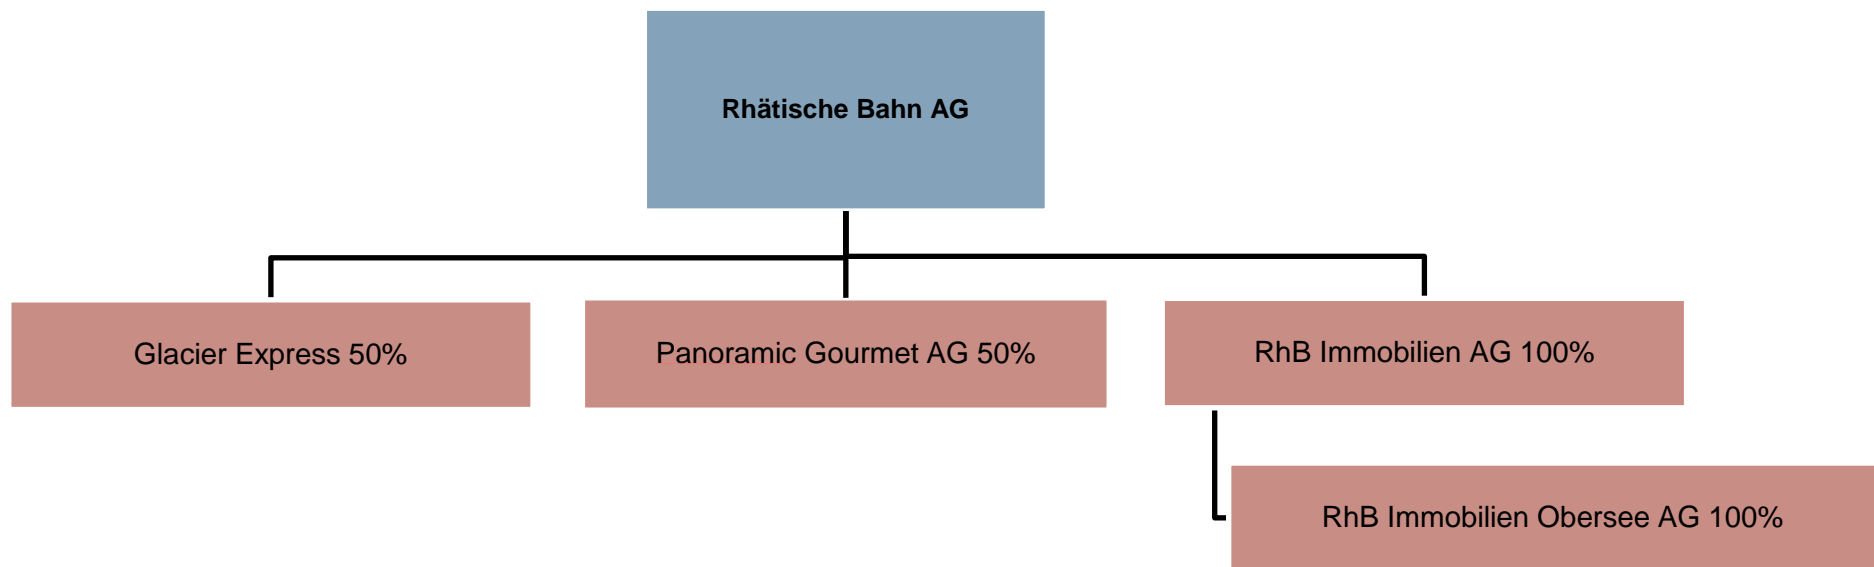 Rhätische Bahn AG
Glacier Express 50%
Panoramic Gourmet AG 50%
RhB Immobilien AG 100%
RhB Immobilien Obersee AG 100%